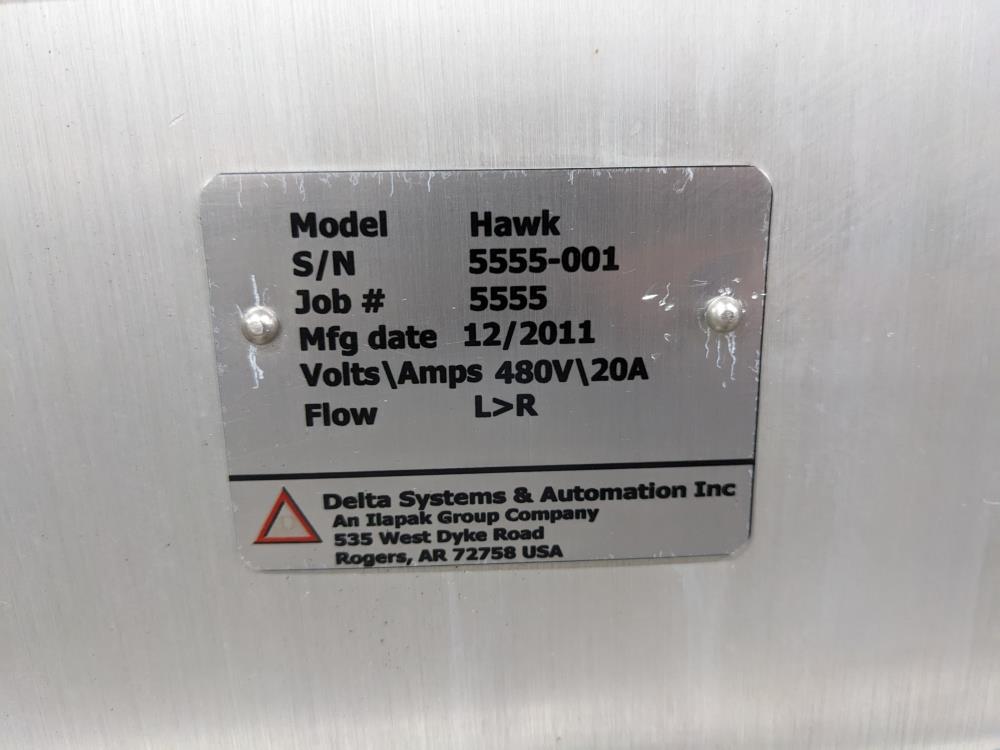 Model Hawk
S/N 5555-001
Job # 5555
Mfg date 12/2011
Volts\Amps 480V\20A
Flow L>R
Delta Systems & Automation Inc
An Ilapak Group Company
535 West Dyke Road
Rogers, AR 72758 USA